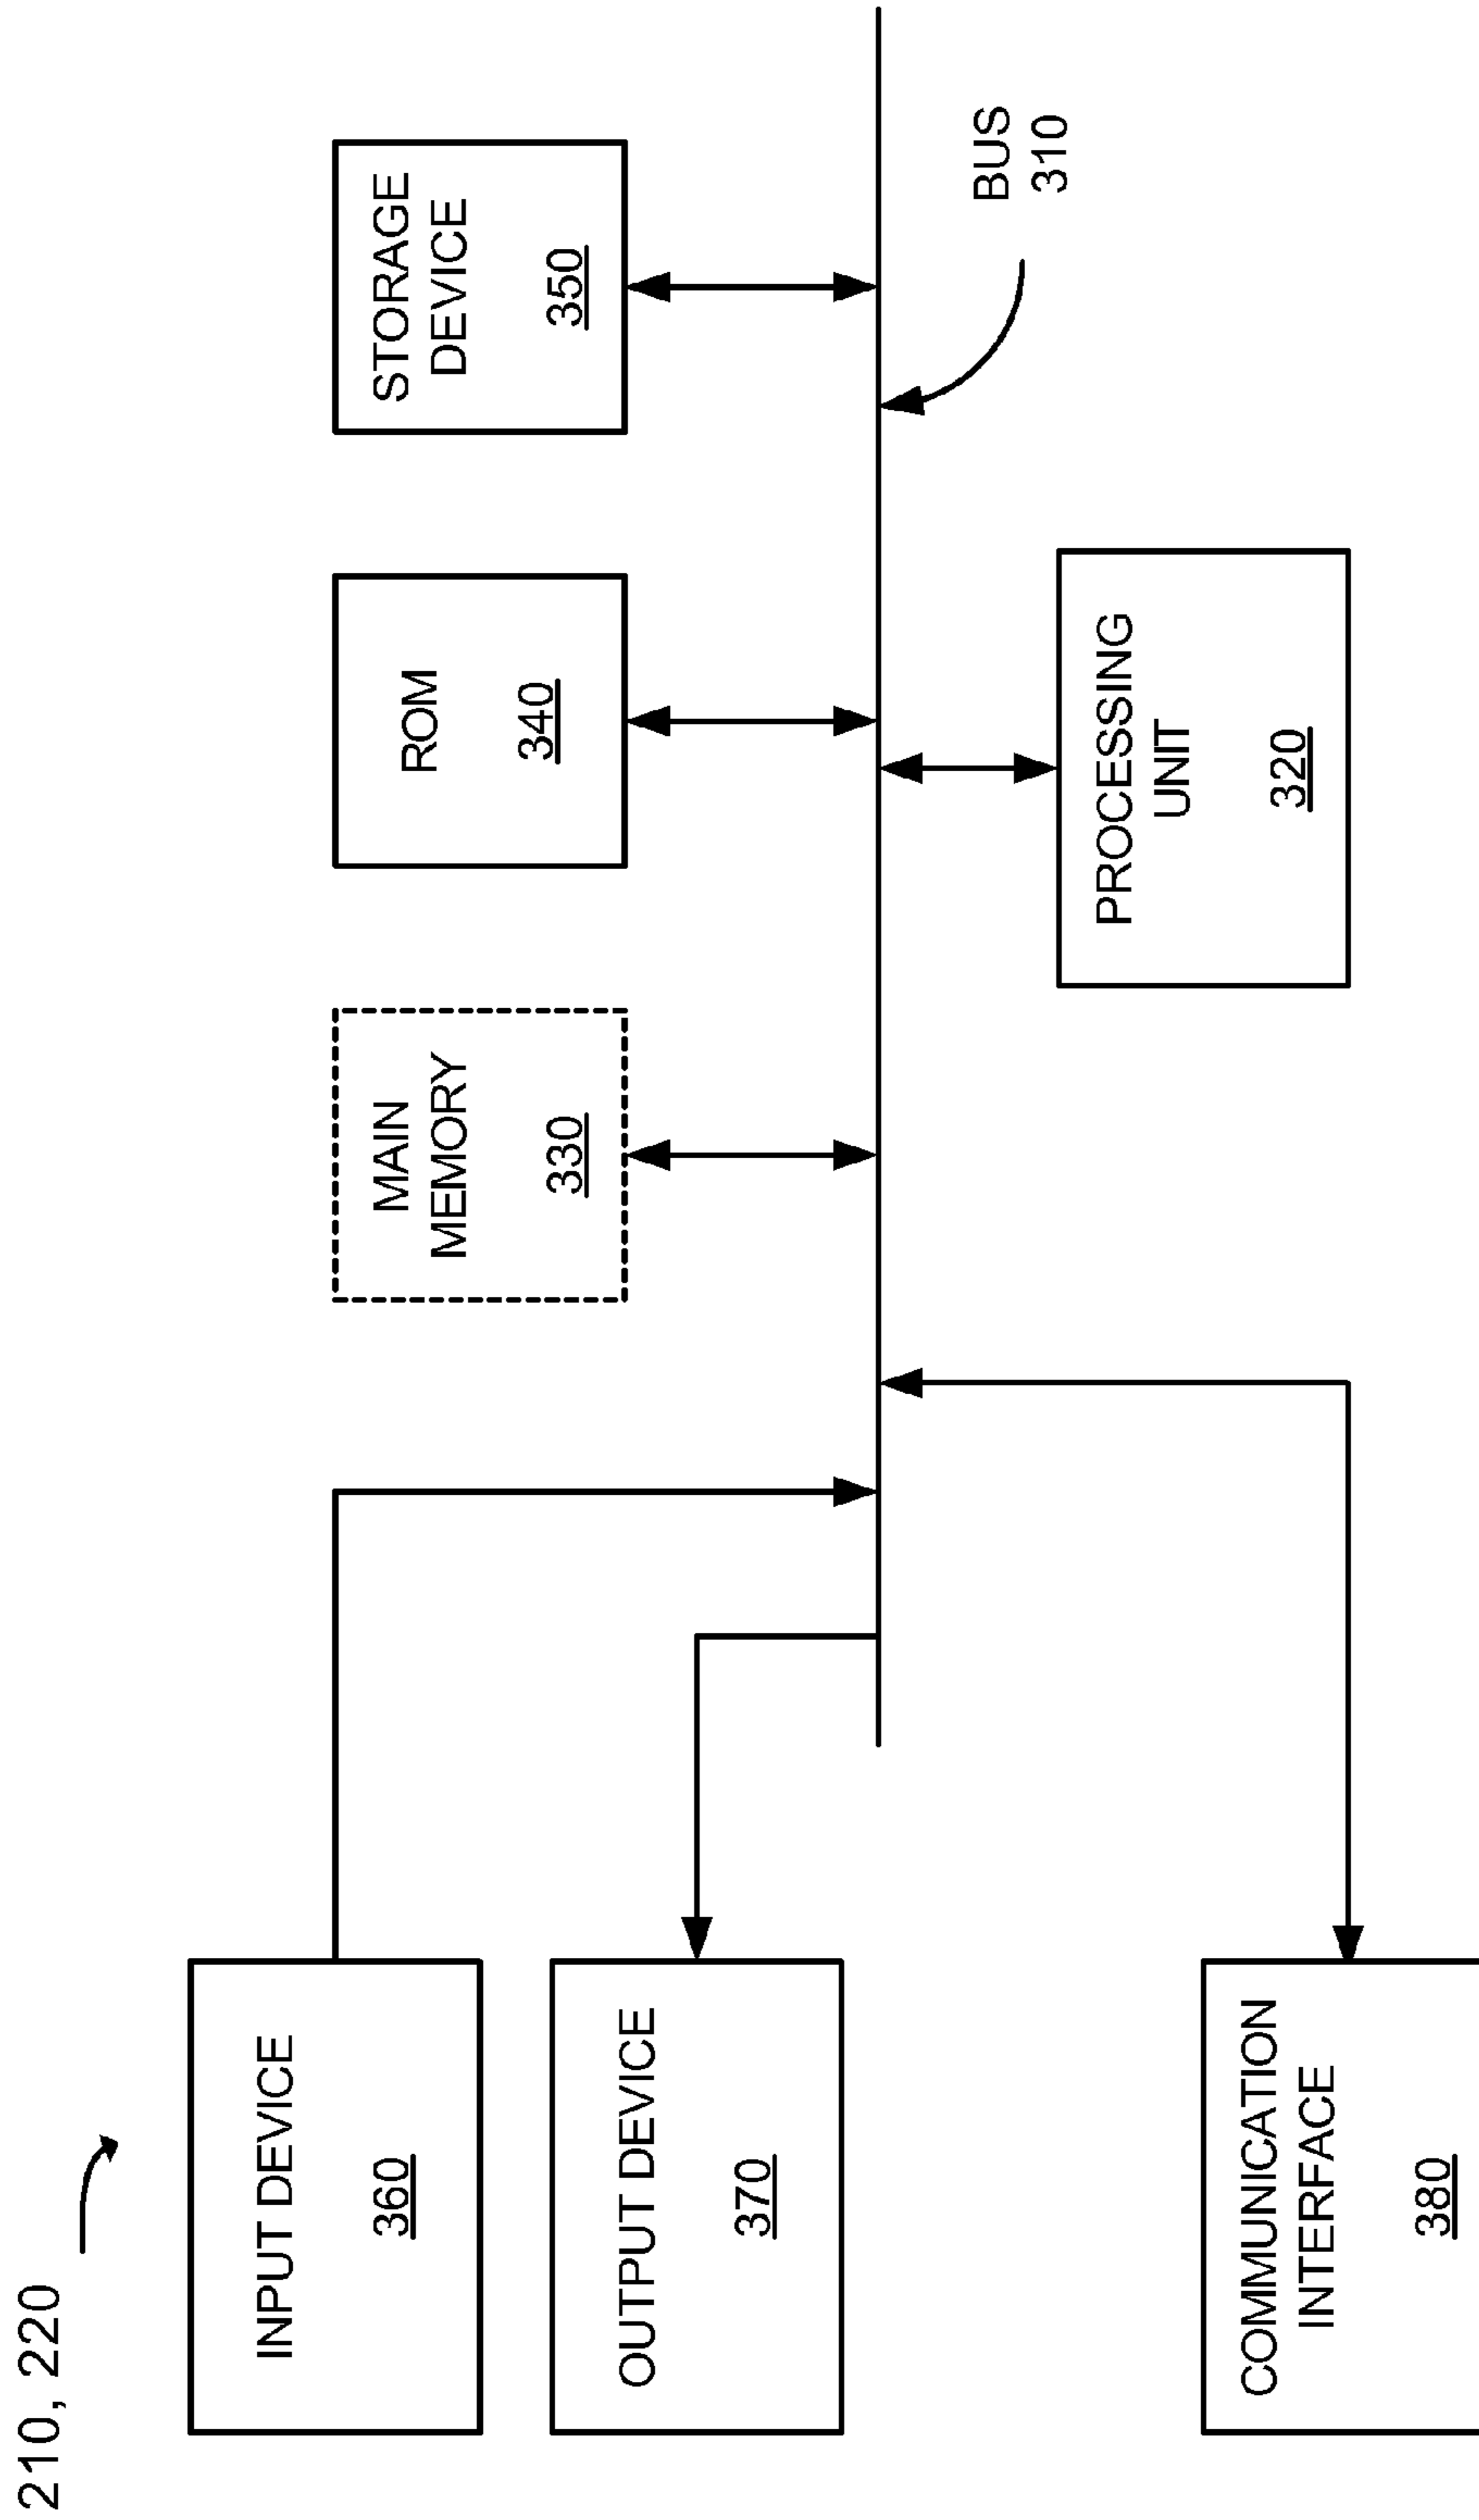 210, 220
INPUT DEVICE
360
OUTPUT DEVICE
370
COMMUNICATION
INTERFACE
380
MAIN
MEMORY
330
ROM
340
STORAGE
DEVICE
350
PROCESSING
UNIT
320
BUS
310